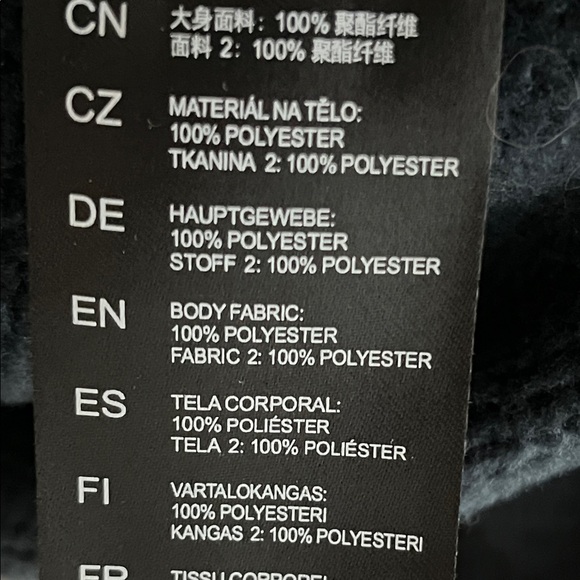 CN 大身面料: 100% 聚酯纤维
面料 2: 100% 聚酯纤维
CZ MATERIÁL NA TĚLO:
100% POLYESTER
TKANINA 2: 100% POLYESTER
DE HAUPTGEWEBE:
100% POLYESTER
STOFF 2: 100% POLYESTER
EN BODY FABRIC:
100% POLYESTER
FABRIC 2: 100% POLYESTER
ES TELA CORPORAL:
100% POLIÉSTER
TELA 2: 100% POLIÉSTER
FI VARTALOKANGAS:
100% POLYESTERI
KANGAS 2: 100% POLYESTERI
FR TISSU CORPORE: